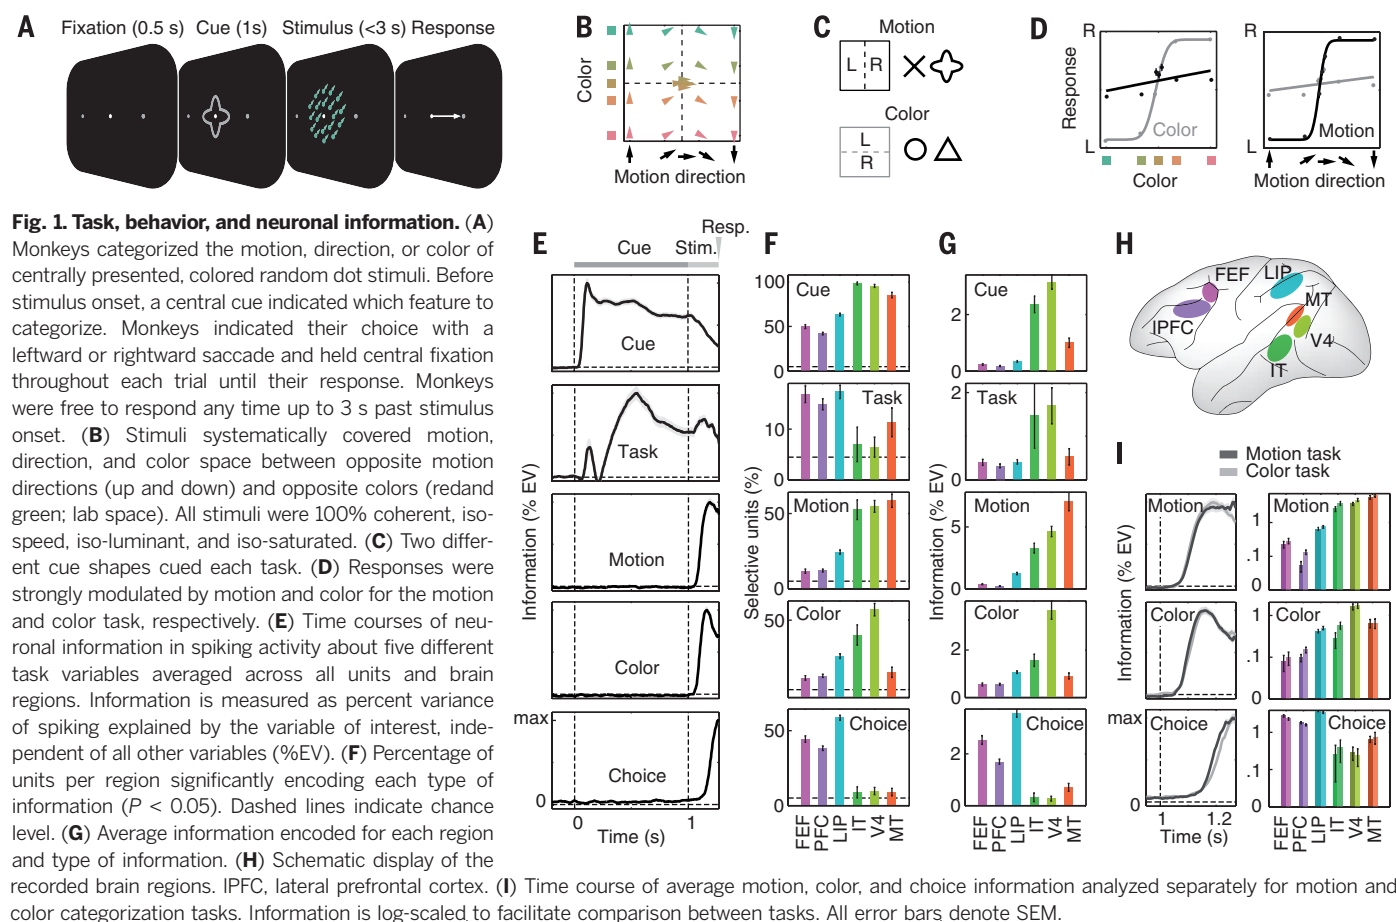 A
Fixation (0.5 s) Cue (1s) Stimulus (<3 s) Response
B
Color
Motion direction
C
Motion
L R
Color
L
R
D
Response
R
L
Color
Color
R
L
Motion
Motion direction
Fig. 1. Task, behavior, and neuronal information. (A)
Monkeys categorized the motion, direction, or color of
centrally presented, colored random dot stimuli. Before
stimulus onset, a central cue indicated which feature to
categorize. Monkeys indicated their choice with a
leftward or rightward saccade and held central fixation
throughout each trial until their response. Monkeys
were free to respond any time up to 3 s past stimulus
onset. (B) Stimuli systematically covered motion,
direction, and color space between opposite motion
directions (up and down) and opposite colors (redand
green; lab space). All stimuli were 100% coherent, iso-
speed, iso-luminant, and iso-saturated. (C) Two differ-
ent cue shapes cued each task. (D) Responses were
strongly modulated by motion and color for the motion
and color task, respectively. (E) Time courses of neu-
ronal information in spiking activity about five different
task variables averaged across all units and brain
regions. Information is measured as percent variance
of spiking explained by the variable of interest, inde-
pendent of all other variables (%EV). (F) Percentage of
units per region significantly encoding each type of
information (P < 0.05). Dashed lines indicate chance
level. (G) Average information encoded for each region
and type of information. (H) Schematic display of the
recorded brain regions. lPFC, lateral prefrontal cortex. (I) Time course of average motion, color, and choice information analyzed separately for motion and
color categorization tasks. Information is log-scaled to facilitate comparison between tasks. All error bars denote SEM.
E
Resp.
Cue Stim.
Information (% EV)
Cue
Task
Motion
Color
Choice
max
0
0 1
Time (s)
F
Selective units (%)
100
50
0
Cue
10
0
Task
50
0
Motion
50
0
Color
50
0
Choice
FEF PFC LIP IT V4 MT
G
Information (% EV)
2
0
Cue
2
0
Task
5
0
Motion
2
0
Color
2
0
Choice
FEF PFC LIP IT V4 MT
H
FEF LIP
MT
lPFC
V4
IT
I
Motion task
Color task
Information (% EV)
Motion
Color
Choice
max
0
1 1.2
Time (s)
Motion
1
.1
0
Color
1
.1
0
Choice
1
.1
0
FEF PFC LIP IT V4 MT